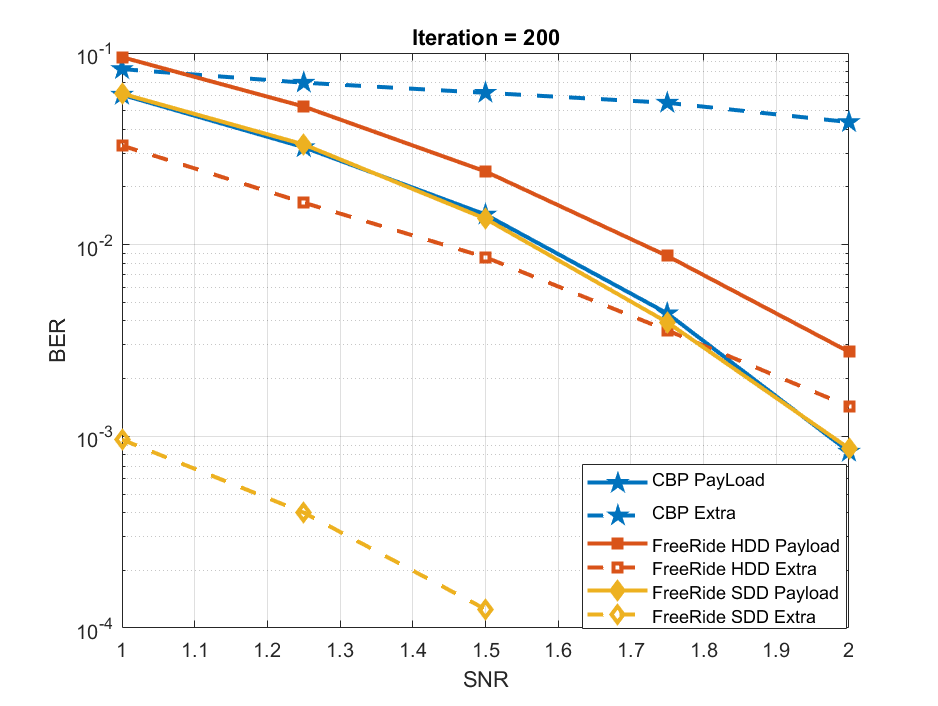 Iteration = 200
10-1
10-2
10-3
10-4
BER
1 1.1 1.2 1.3 1.4 1.5 1.6 1.7 1.8 1.9 2
SNR
CBP PayLoad
CBP Extra
FreeRide HDD Payload
FreeRide HDD Extra
FreeRide SDD Payload
FreeRide SDD Extra